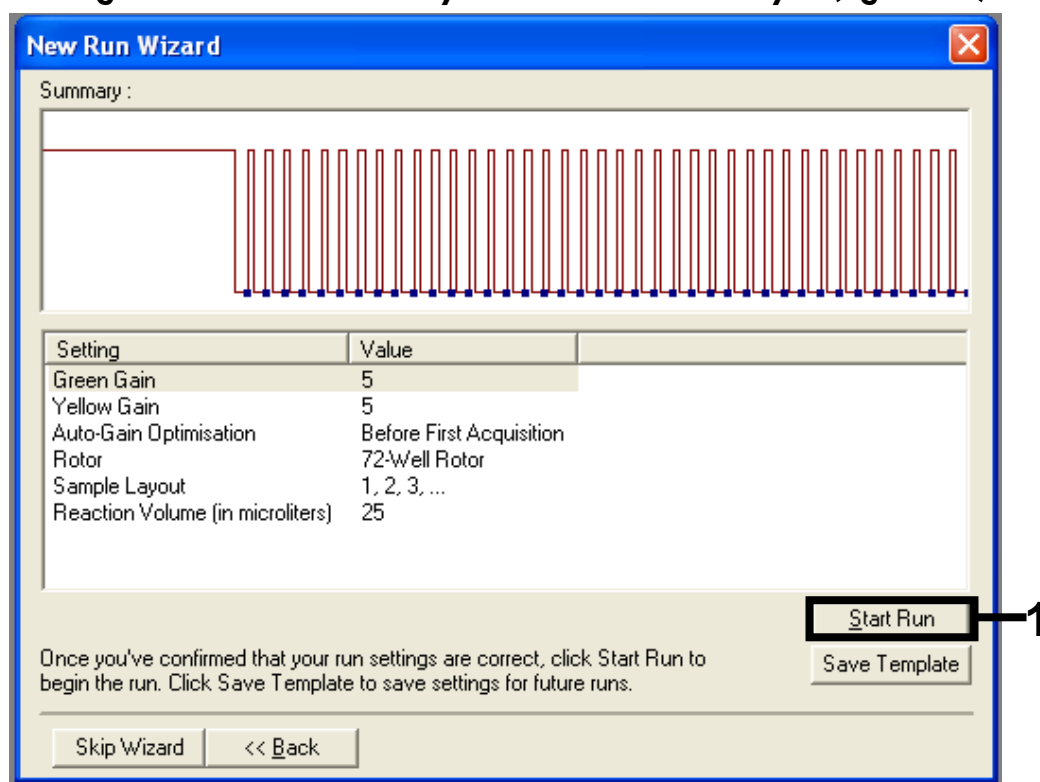 New Run Wizard
Summary :
Setting Value
Green Gain 5
Yellow Gain 5
Auto-Gain Optimisation Before First Acquisition
Rotor 72-Well Rotor
Sample Layout 1, 2, 3, ...
Reaction Volume (in microliters) 25
Start Run 1
Once you've confirmed that your run settings are correct, click Start Run to
begin the run. Click Save Template to save settings for future runs.
Save Template
Skip Wizard << Back